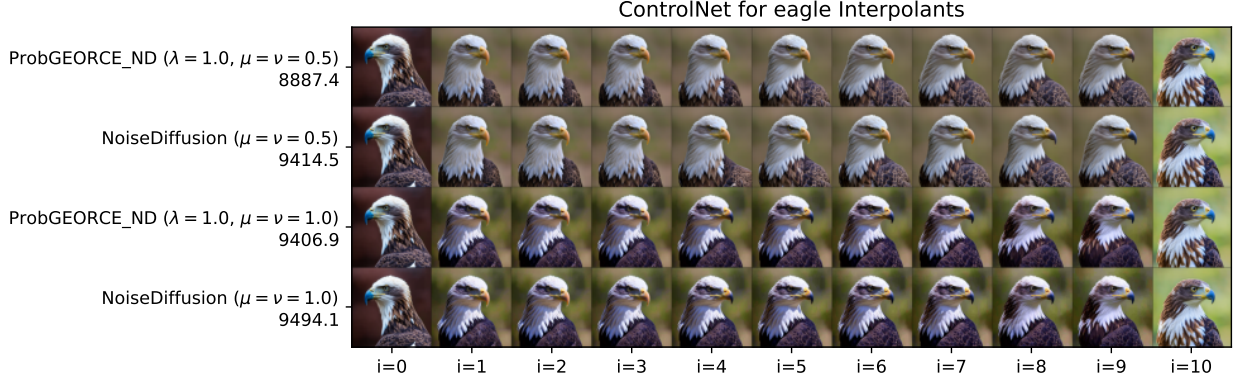 ControlNet for eagle Interpolants
ProbGEORCE_ND (λ = 1.0, μ = ν = 0.5)
8887.4
NoiseDiffusion (μ = ν = 0.5)
9414.5
ProbGEORCE_ND (λ = 1.0, μ = ν = 1.0)
9406.9
NoiseDiffusion (μ = ν = 1.0)
9494.1
i=0 i=1 i=2 i=3 i=4 i=5 i=6 i=7 i=8 i=9 i=10